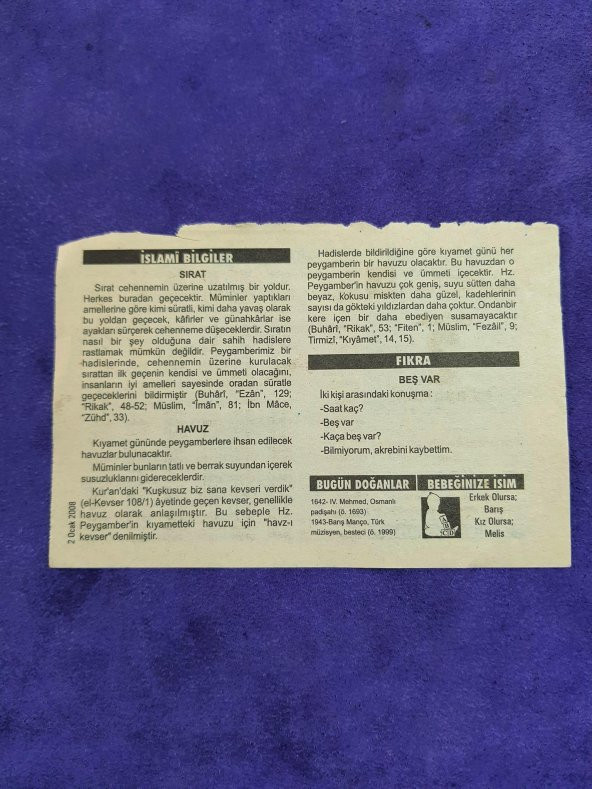 İSLAMİ BİLGİLER
SIRAT
Sırat cehennemin üzerine uzatılmış bir yoldur.
Herkes buradan geçecektir. Müminler yaptıkları
amellerine göre kimi süratli, kimi daha yavaş olarak
bu yoldan geçecek, kâfirler ve günahkârlar ise
ayakları sürçerek cehenneme düşeceklerdir. Sıratın
nasıl bir şey olduğuna dair sahih hadislere
rastlamak mümkün değildir. Peygamberimiz bir
hadislerinde, cehennemin üzerine kurulacak
sırattan ilk geçenin kendisi ve ümmeti olacağını,
insanların iyi amelleri sayesinde oradan süratle
geçeceklerini bildirmiştir (Buhârî, "Ezân", 129;
"Rikak", 48-52; Müslim, "Îmân", 81; İbn Mâce,
"Zühd", 33).
HAVUZ
Kıyamet gününde peygamberlere ihsan edilecek
havuzlar bulunacaktır.
Müminler bunların tatlı ve berrak suyundan içerek
susuzluklarını gidereceklerdir.
Kur'an'daki "Kuşkusuz biz sana kevseri verdik"
(el-Kevser 108/1) âyetinde geçen kevser, genellikle
havuz olarak anlaşılmıştır. Bu sebeple Hz.
Peygamber'in kıyametteki havuzu için "havz-ı
kevser" denilmiştir.
2 Ocak 2008
Hadislerde bildirildiğine göre kıyamet günü her
peygamberin bir havuzu olacaktır. Bu havuzdan o
peygamberin kendisi ve ümmeti içecektir. Hz.
Peygamber'in havuzu çok geniş, suyu sütten daha
beyaz, kokusu miskten daha güzel, kadehlerinin
sayısı da gökteki yıldızlardan daha çoktur. Ondanbir
kere içen bir daha ebediyen susamayacaktır
(Buhârî, "Rikak", 53; "Fiten", 1; Müslim, "Fezâil", 9;
Tirmizî, "Kıyâmet", 14, 15).
FIKRA
BEŞ VAR
İki kişi arasındaki konuşma :
-Saat kaç?
-Beş var
-Kaça beş var?
-Bilmiyorum, akrebini kaybettim.
BUGÜN DOĞANLAR
1642- IV. Mehmed, Osmanlı
padişahı (ö. 1693)
1943-Barış Manço, Türk
müzisyen, besteci (ö. 1999)
BEBEĞİNİZE İSİM
Erkek Olursa;
Barış
Kız Olursa;
Melis